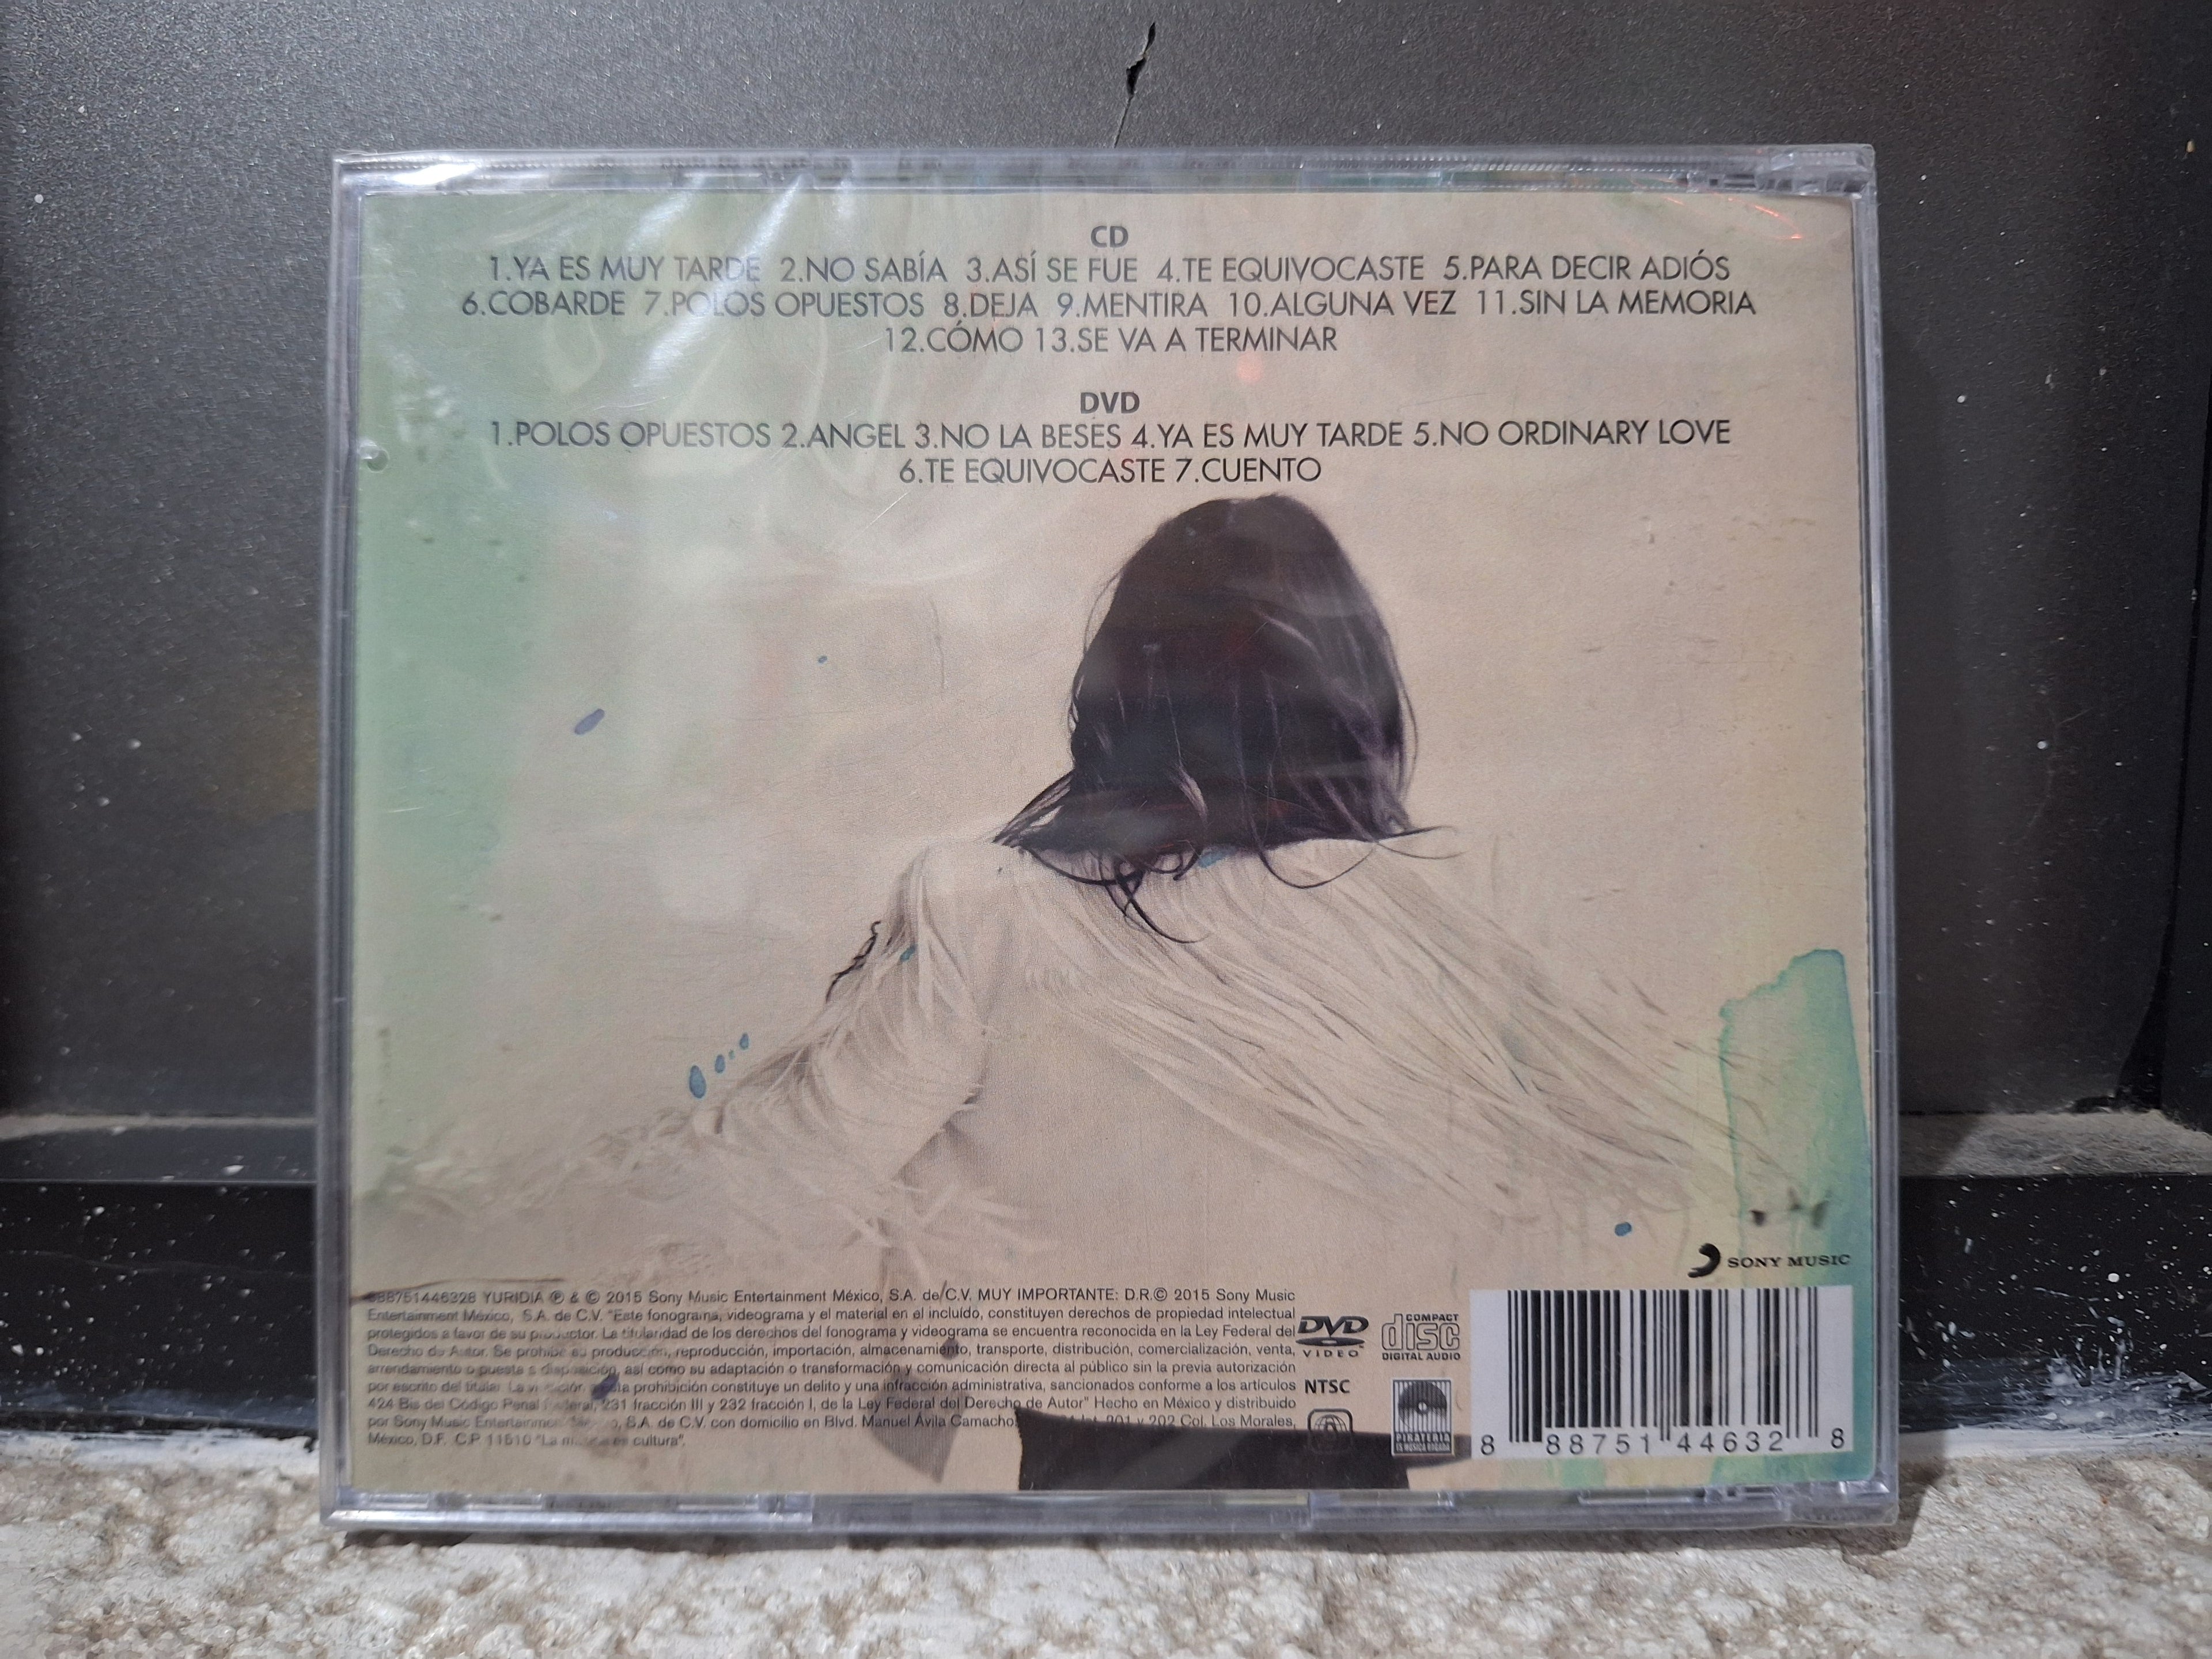 CD
1.YA ES MUY TARDE 2.NO SABÍA 3.ASÍ SE FUE 4.TE EQUIVOCASTE 5.PARA DECIR ADIÓS
6.COBARDE 7.POLOS OPUESTOS 8.DEJA 9.MENTIRA 10.ALGUNA VEZ 11.SIN LA MEMORIA
12.CÓMO 13.SE VA A TERMINAR
DVD
1.POLOS OPUESTOS 2.ANGEL 3.NO LA BESES 4.YA ES MUY TARDE 5.NO ORDINARY LOVE
6.TE EQUIVOCASTE 7.CUENTO
SONY MUSIC
888751446328 YURIDIA ℗ & © 2015 Sony Music Entertainment México, S.A. de C.V. MUY IMPORTANTE: D.R.© 2015 Sony Music
Entertainment México, S.A. de C.V. "Este fonograma, videograma y el material en el incluído, constituyen derechos de propiedad intelectual
protegidos a favor de su productor. La titularidad de los derechos del fonograma y videograma se encuentra reconocida en la Ley Federal del
Derecho de Autor. Se prohibe su producción, reproducción, importación, almacenamiento, transporte, distribución, comercialización, venta,
arrendamiento o puesta a disposición, así como su adaptación o transformación y comunicación directa al público sin la previa autorización
por escrito del titular. La prohibición constituye un delito y una infracción administrativa, sancionados conforme a los artículos
424 Bis del Código Penal Federal, 231 fracción III y 232 fracción I, de la Ley Federal del Derecho de Autor" Hecho en México y distribuido
por Sony Music Entertainment S.A. de C.V. con domicilio en Blvd. Manuel Ávila Camacho 901 y 202 Col. Los Morales,
México, D.F. C.P. 11510 "La música es cultura".
DVD
VIDEO
NTSC
COMPACT
disc
DIGITAL AUDIO
PIRATERIA
8 88751 44632 8